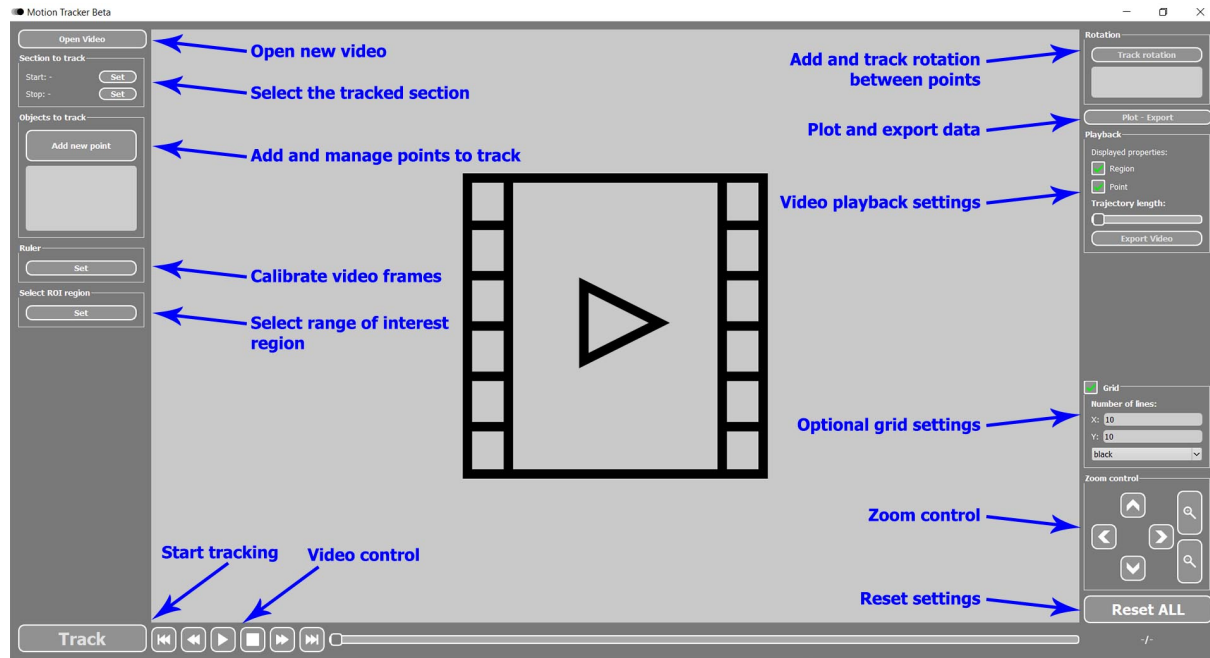 Motion Tracker Beta
Open Video
Section to track
Start: -
Set
Stop: -
Set
Objects to track
Add new point
Ruler
Set
Select ROI region
Set
Track
Open new video
Select the tracked section
Add and manage points to track
Calibrate video frames
Select range of interest
region
Start tracking
Video control
Add and track rotation
between points
Plot and export data
Video playback settings
Optional grid settings
Zoom control
Reset settings
Rotation
Track rotation
Plot - Export
Playback
Displayed properties:
Region
Point
Trajectory length:
Export Video
Grid
Number of lines:
X: 10
Y: 10
black
Zoom control
Reset ALL
-/-